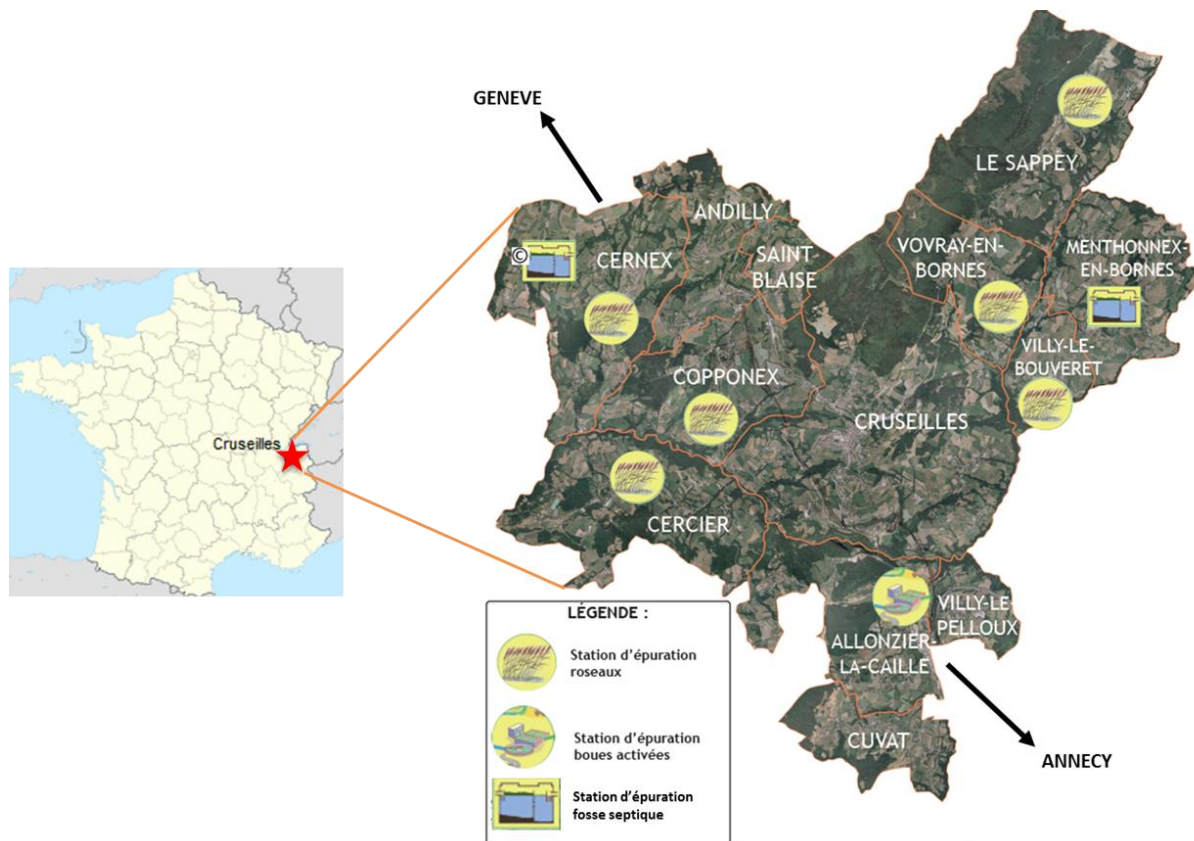 GENEVE
LE SAPPEY
ANDILLY
SAINT
BLAISE
VOVRAY-EN-
BORNES
MENTHONNEX-
EN-BORNES
©
CERNEX
VILLY-LE-
BOUVERET
COPPONEX
CRUSEILLES
Cruseilles
CERCIER
VILLY-LE-
PELLOUX
ALLONZIER-
LA-CAILLE
CUVAT
ANNECY
LÉGENDE :
Station d'épuration
roseaux
Station d'épuration
boues activées
Station d'épuration
fosse septique